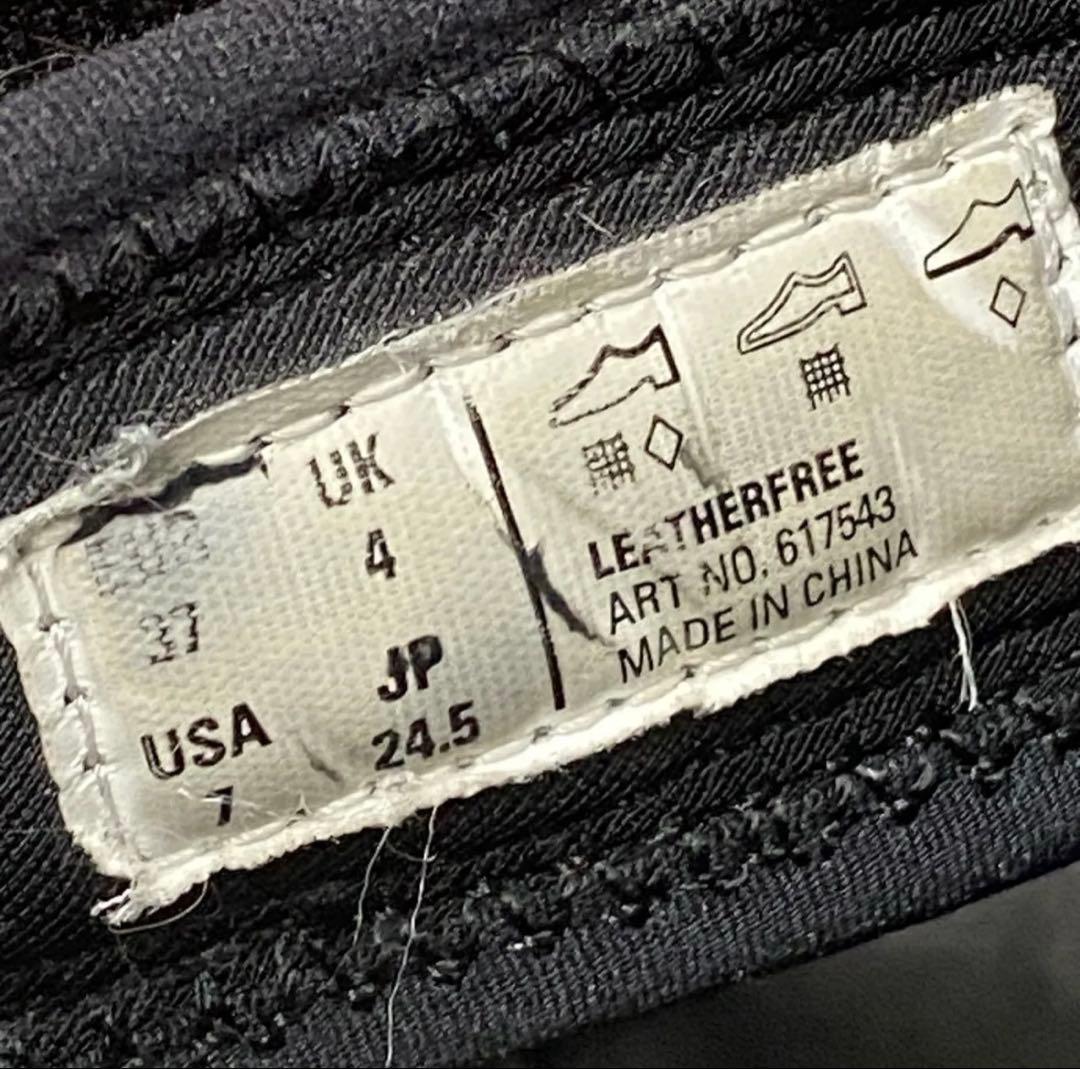 UK
4
37
USA
7
JP
24.5
LEATHERFREE
ART NO. 617543
MADE IN CHINA